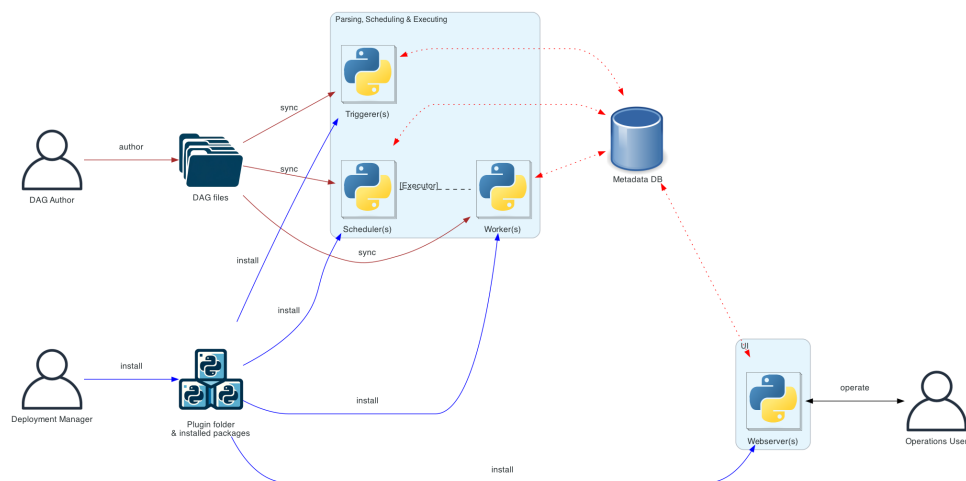 Parsing, Scheduling & Executing
Triggerer(s)
sync
author
sync
DAG Author
DAG files
[Executor]
Scheduler(s)
Worker(s)
Metadata DB
sync
install
install
install
UI
Deployment Manager
install
Plugin folder
& installed packages
operate
Webserver(s)
Operations User
install